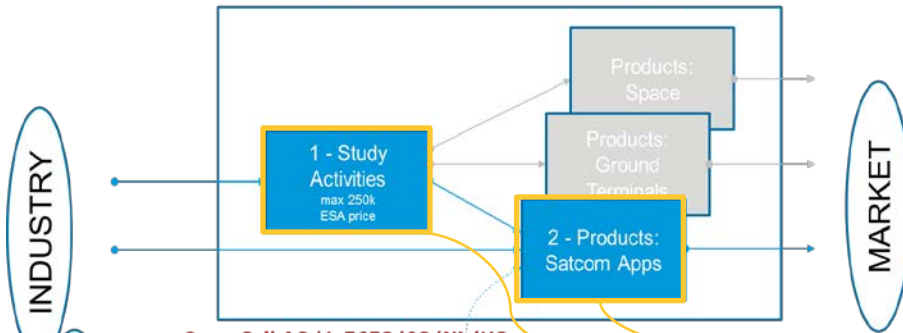 Products:
Space
Products:
Ground
Terminals
1 - Study
Activities
max 250k
ESA price
2 - Products:
Satcom Apps
INDUSTRY
MARKET